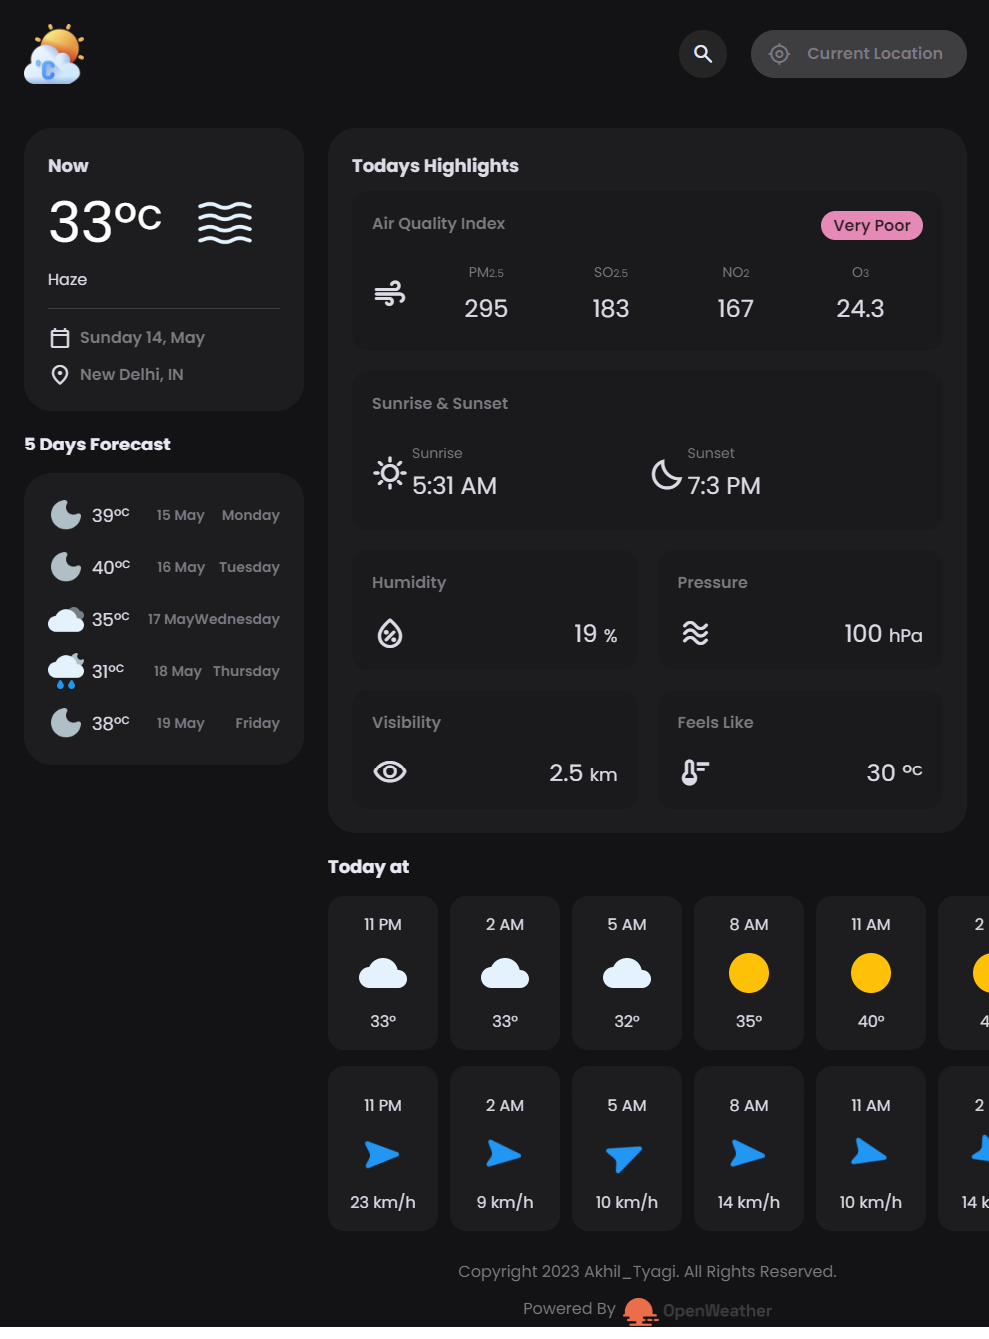 Current Location
Now
33°C
Haze
Sunday 14, May
New Delhi, IN
5 Days Forecast
39°C 15 May Monday
40°C 16 May Tuesday
35°C 17 MayWednesday
31°C 18 May Thursday
38°C 19 May Friday
Todays Highlights
Air Quality Index
Very Poor
PM2.5 SO2.5 NO2 O3
295 183 167 24.3
Sunrise & Sunset
Sunrise Sunset
5:31 AM 7:3 PM
Humidity
19 %
Pressure
100 hPa
Visibility
2.5 km
Feels Like
30 °C
Today at
11 PM 2 AM 5 AM 8 AM 11 AM 2
33° 33° 32° 35° 40° 4
11 PM 2 AM 5 AM 8 AM 11 AM 2
23 km/h 9 km/h 10 km/h 14 km/h 10 km/h 14 k
Copyright 2023 Akhil_Tyagi. All Rights Reserved.
Powered By OpenWeather